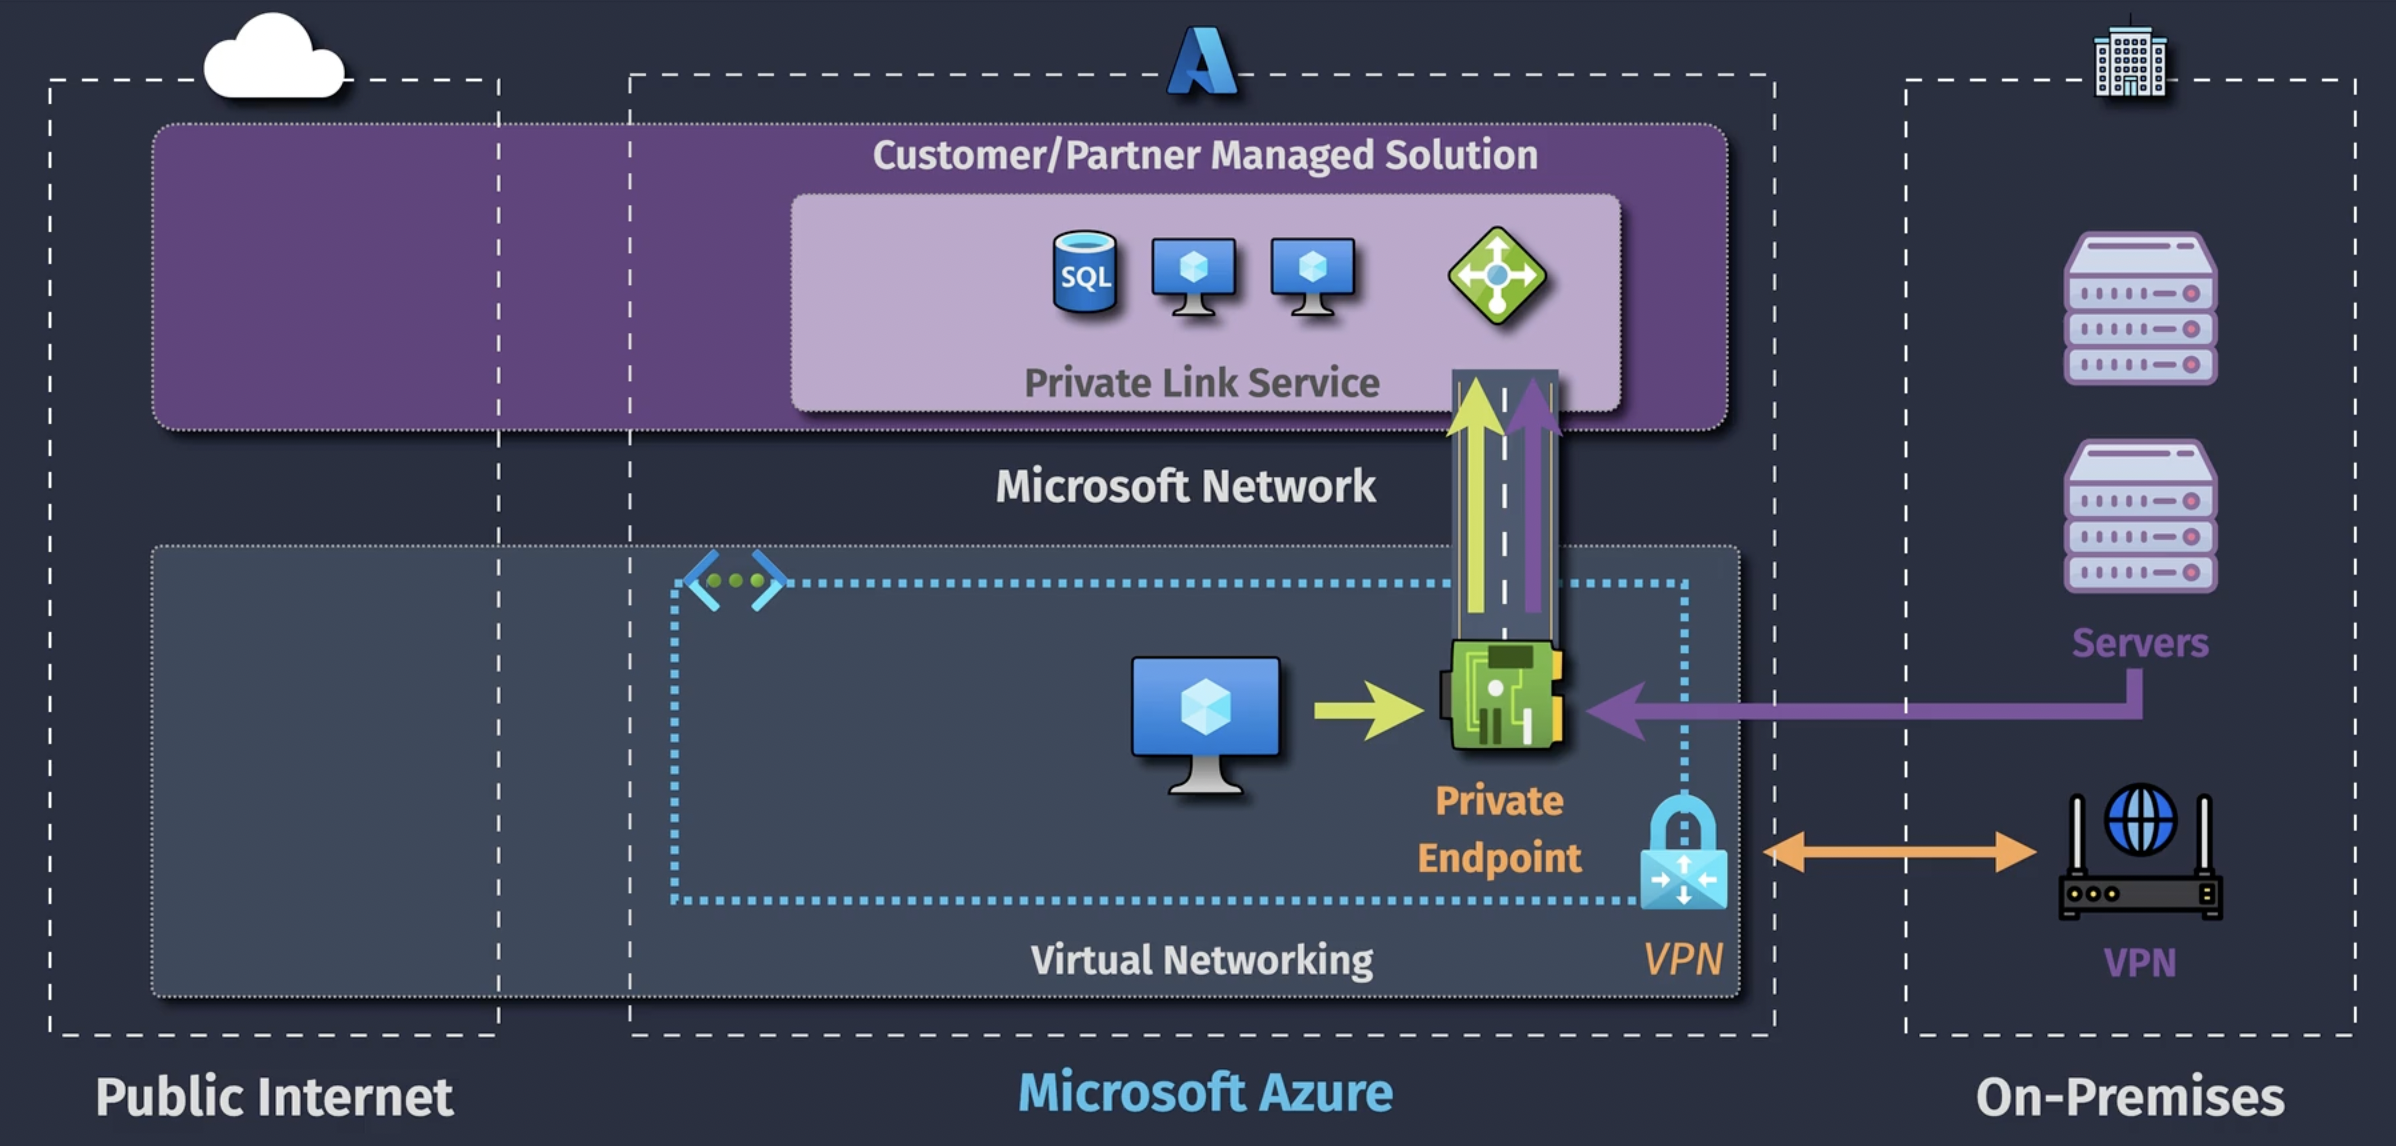 Customer/Partner Managed Solution
SQL
Private Link Service
Microsoft Network
Servers
Private
Endpoint
Virtual Networking
VPN
VPN
Public Internet
Microsoft Azure
On-Premises